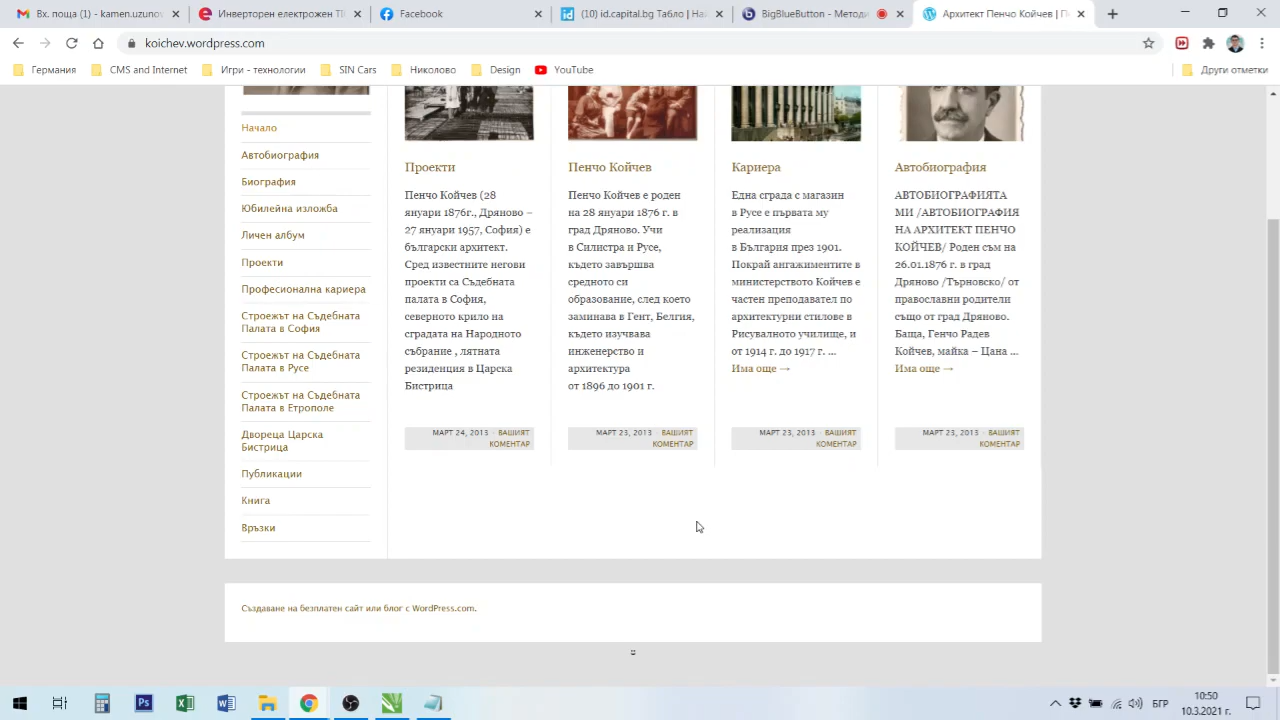 Вх. поща (1) - kamen.uzunov
Инверторен електрожен TI
Facebook
(10) id.capital.bg Табло | На
BigBlueButton - Методи
Архитект Пенчо Койчев | П
koichev.wordpress.com
Германия
CMS and Internet
Игри - технологии
SIN Cars
Николово
Design
YouTube
Други отметки
Начало
Автобиография
Биография
Юбилейна изложба
Личен албум
Проекти
Професионална кариера
Строежът на Съдебната
Палата в София
Строежът на Съдебната
Палата в Русе
Строежът на Съдебната
Палата в Етрополе
Двореца Царска
Бистрица
Публикации
Книга
Връзки
Проекти
Пенчо Койчев (28
януари 1876г., Дряново –
27 януари 1957, София) е
български архитект.
Сред известните негови
проекти са Съдебната
палата в София,
северното крило на
сградата на Народното
събрание , лятната
резиденция в Царска
Бистрица
МАРТ 24, 2013 · ВАШИЯТ
КОМЕНТАР
Пенчо Койчев
Пенчо Койчев е роден
на 28 януари 1876 г. в
град Дряново. Учи
в Силистра и Русе,
където завършва
средното си
образование, след което
заминава в Гент, Белгия,
където изучава
инженерство и
архитектура
от 1896 до 1901 г.
МАРТ 23, 2013 · ВАШИЯТ
КОМЕНТАР
Кариера
Една сграда с магазин
в Русе е първата му
реализация
в България през 1901.
Покрай ангажиментите в
министерството Койчев е
частен преподавател по
архитектурни стилове в
Рисувалното училище, и
от 1914 г. до 1917 г. ...
Има още →
МАРТ 23, 2013 · ВАШИЯТ
КОМЕНТАР
Автобиография
АВТОБИОГРАФИЯТА
МИ /АВТОБИОГРАФИЯ
НА АРХИТЕКТ ПЕНЧО
КОЙЧЕВ/ Роден съм на
26.01.1876 г. в град
Дряново /Търновско/ от
православни родители
също от град Дряново.
Баща, Генчо Радев
Койчев, майка – Цана ...
Има още →
МАРТ 23, 2013 · ВАШИЯТ
КОМЕНТАР
Създаване на безплатен сайт или блог с WordPress.com.
БГР
10:50
10.3.2021 г.